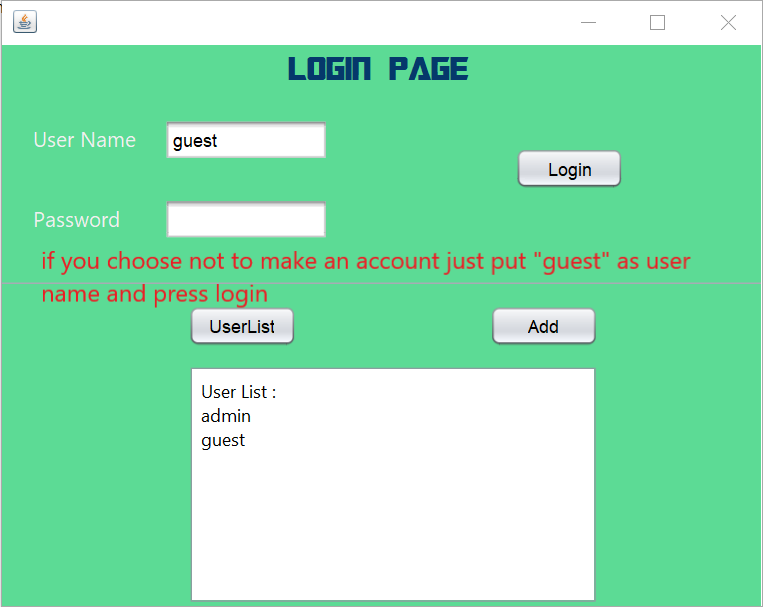 LOGIN PAGE
User Name guest
Login
Password
if you choose not to make an account just put "guest" as user
name and press login
UserList Add
User List :
admin
guest